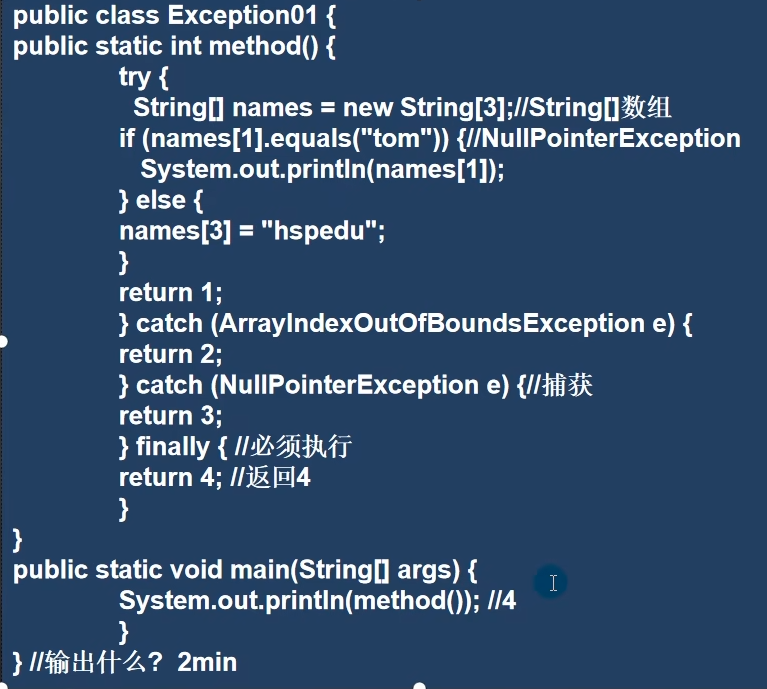 public class Exception01 {
public static int method() {
try {
String[] names = new String[3];//String[]数组
if (names[1].equals("tom")) {//NullPointerException
System.out.println(names[1]);
} else {
names[3] = "hspedu";
}
return 1;
} catch (ArrayIndexOutOfBoundsException e) {
return 2;
} catch (NullPointerException e) {//捕获
return 3;
} finally { //必须执行
return 4; //返回4
}
}
public static void main(String[] args) {
System.out.println(method()); //4
}
} //输出什么? 2min